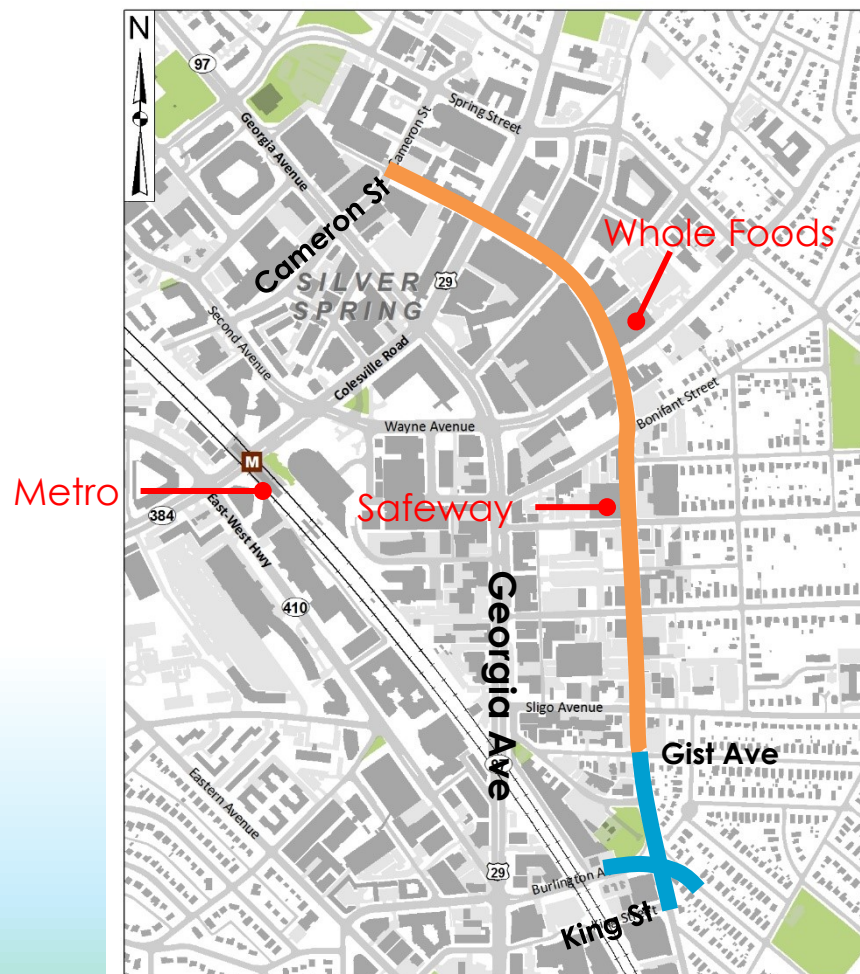 N
97
Georgia Avenue
Cameron St
Spring Street
Cameron St
Whole Foods
SILVER
SPRING
29
Second Avenue
Colesville Road
Bonifant Street
Wayne Avenue
M
Metro
384
East-West Hwy
Safeway
410
Georgia Ave
Sligo Avenue
Gist Ave
Eastern Avenue
29
Burlington A
King St